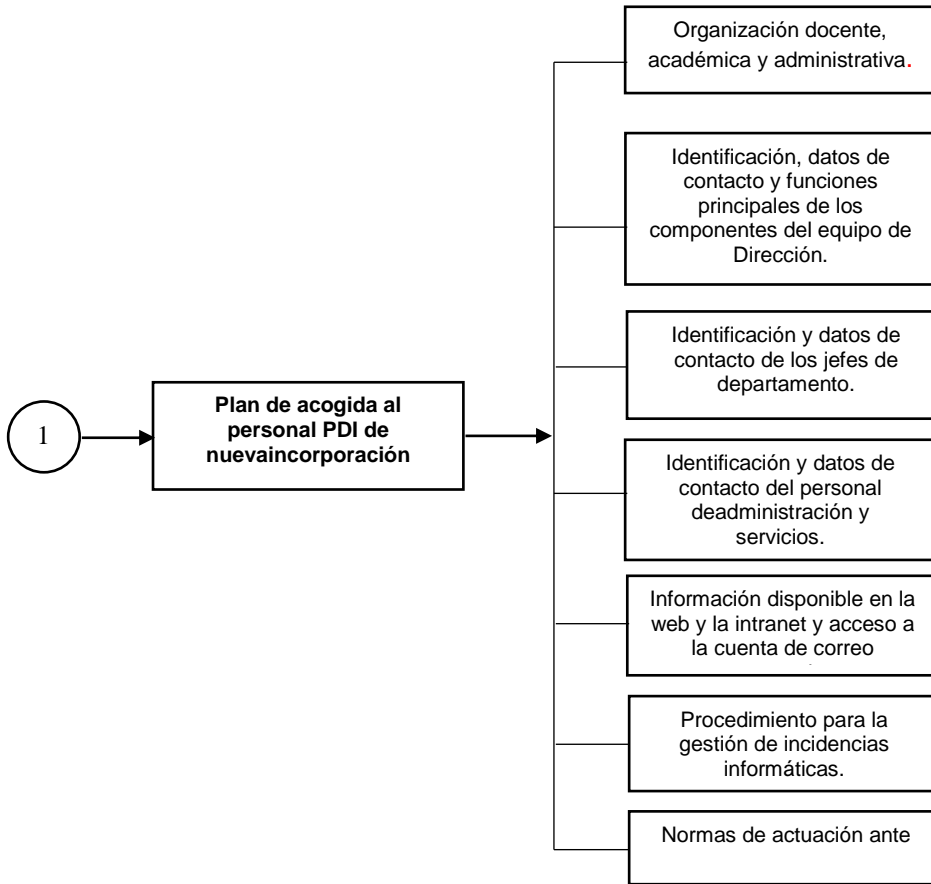 1
Plan de acogida al
personal PDI de
nuevaincorporación
Organización docente,
académica y administrativa.
Identificación, datos de
contacto y funciones
principales de los
componentes del equipo de
Dirección.
Identificación y datos de
contacto de los jefes de
departamento.
Identificación y datos de
contacto del personal
deadministración y
servicios.
Información disponible en la
web y la intranet y acceso a
la cuenta de correo
Procedimiento para la
gestión de incidencias
informáticas.
Normas de actuación ante